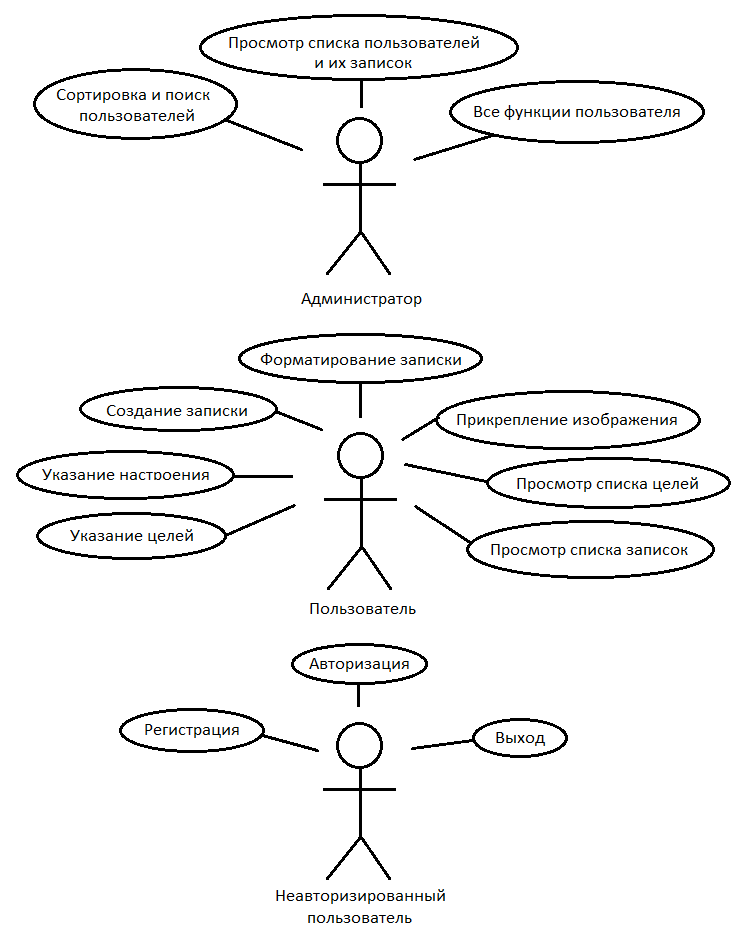 Просмотр списка пользователей
и их записок
Сортировка и поиск
пользователей
Все функции пользователя
Администратор
Форматирование записки
Создание записки
Прикрепление изображения
Указание настроения
Просмотр списка целей
Указание целей
Просмотр списка записок
Пользователь
Авторизация
Регистрация
Выход
Неавторизированный
пользователь